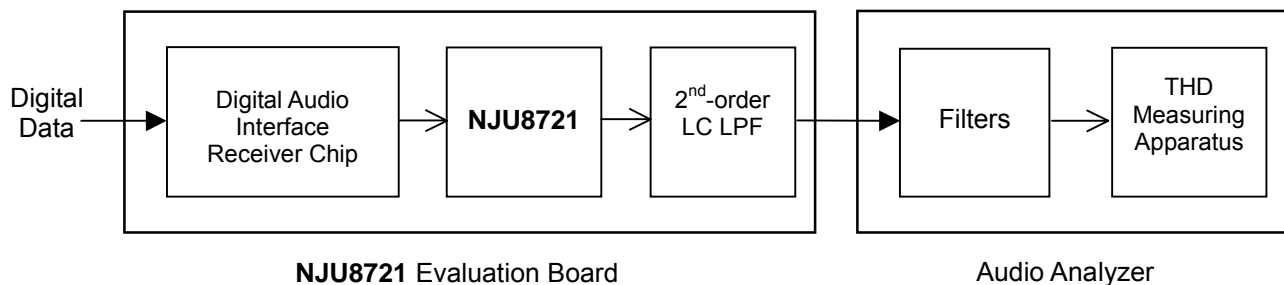 Digital
Data
Digital Audio
Interface
Receiver Chip
NJU8721
2nd-order
LC LPF
Filters
THD
Measuring
Apparatus
NJU8721 Evaluation Board
Audio Analyzer